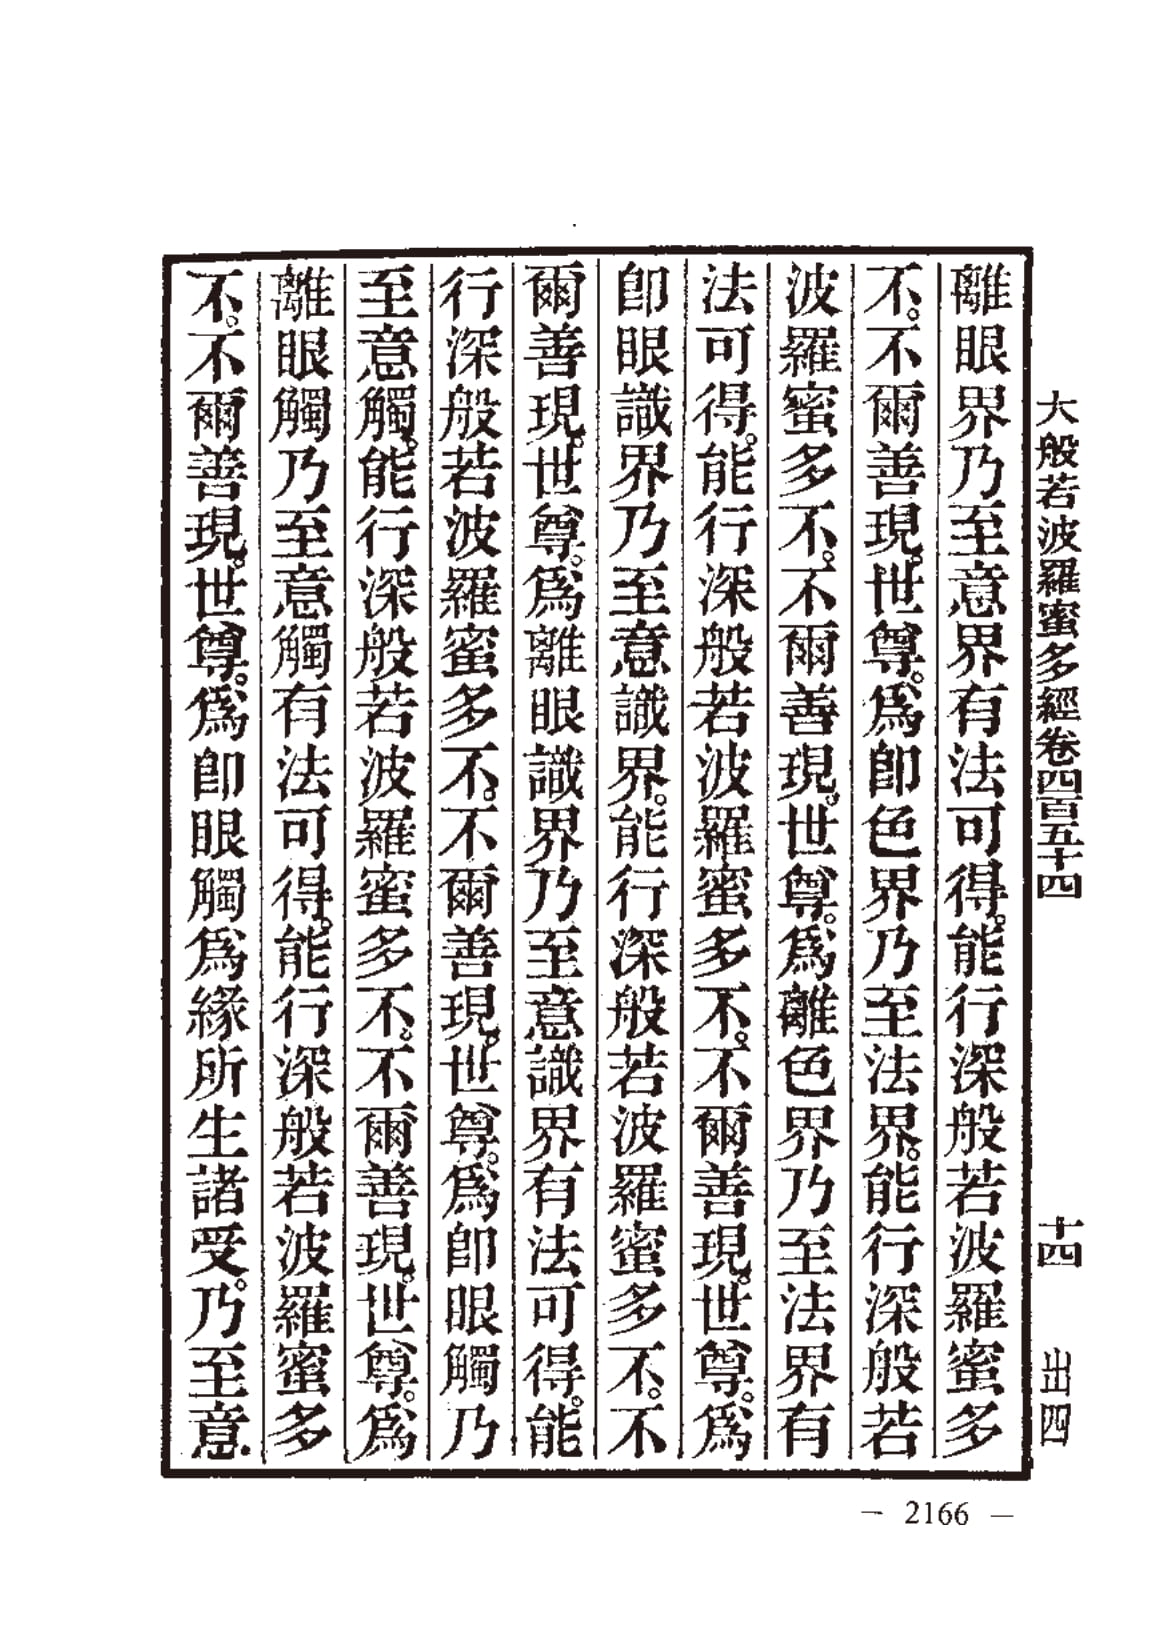 大般若波羅蜜多經卷四百五十四 十四 出四
離眼界乃至意界有法可得。能行深般若波羅蜜多
不。不爾善現。世尊。爲卽色界乃至法界。能行深般若
波羅蜜多不。不爾善現。世尊。爲離色界乃至法界有
法可得。能行深般若波羅蜜多不。不爾善現。世尊。爲
卽眼識界乃至意識界。能行深般若波羅蜜多不。不
爾善現。世尊。爲離眼識界乃至意識界有法可得。能
行深般若波羅蜜多不。不爾善現。世尊。爲卽眼觸乃
至意觸。能行深般若波羅蜜多不。不爾善現。世尊。爲
離眼觸乃至意觸有法可得。能行深般若波羅蜜多
不。不爾善現。世尊。爲卽眼觸爲緣所生諸受。乃至意
— 2166 —